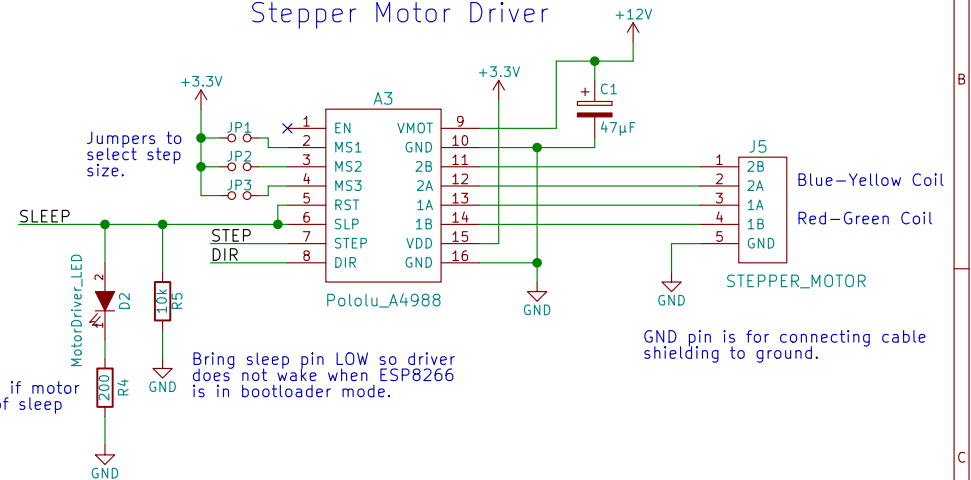 Stepper Motor Driver
+12V
B
+3.3V
+3.3V
C1
+
47µF
A3
Jumpers to
select step
size.
JP1
JP2
JP3
1 EN VMOT 9
2 MS1 GND 10
3 MS2 2B 11
4 MS3 2A 12
5 RST 1A 13
6 SLP 1B 14
7 STEP VDD 15
8 DIR GND 16
Pololu_A4988
J5
1 2B
2 2A
3 1A
4 1B
5 GND
Blue-Yellow Coil
Red-Green Coil
STEPPER_MOTOR
SLEEP
STEP
DIR
MotorDriver_LED
2
1
D2
10k
R5
GND
GND
GND
GND pin is for connecting cable
shielding to ground.
Bring sleep pin LOW so driver
does not wake when ESP8266
is in bootloader mode.
if motor
of sleep
200
R4
GND
C